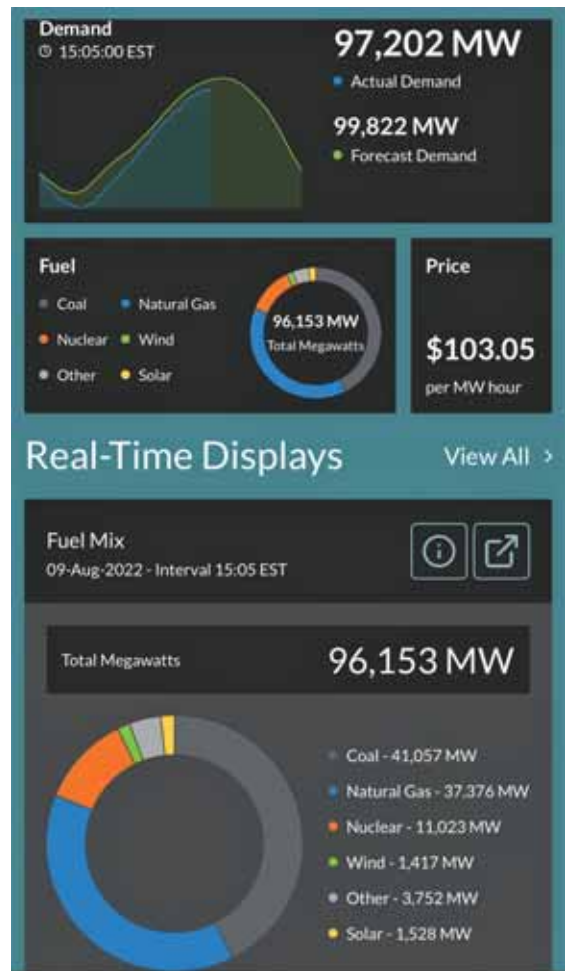 Demand
15:05:00 EST
97,202 MW
Actual Demand
99,822 MW
Forecast Demand
Fuel
Coal
Natural Gas
Nuclear
Wind
Other
Solar
96,153 MW
Total Megawatts
Price
$103.05
per MW hour
Real-Time Displays
View All >
Fuel Mix
09-Aug-2022 - Interval 15:05 EST
Total Megawatts
96,153 MW
Coal - 41,057 MW
Natural Gas - 37,376 MW
Nuclear - 11,023 MW
Wind - 1,417 MW
Other - 3,752 MW
Solar - 1,528 MW